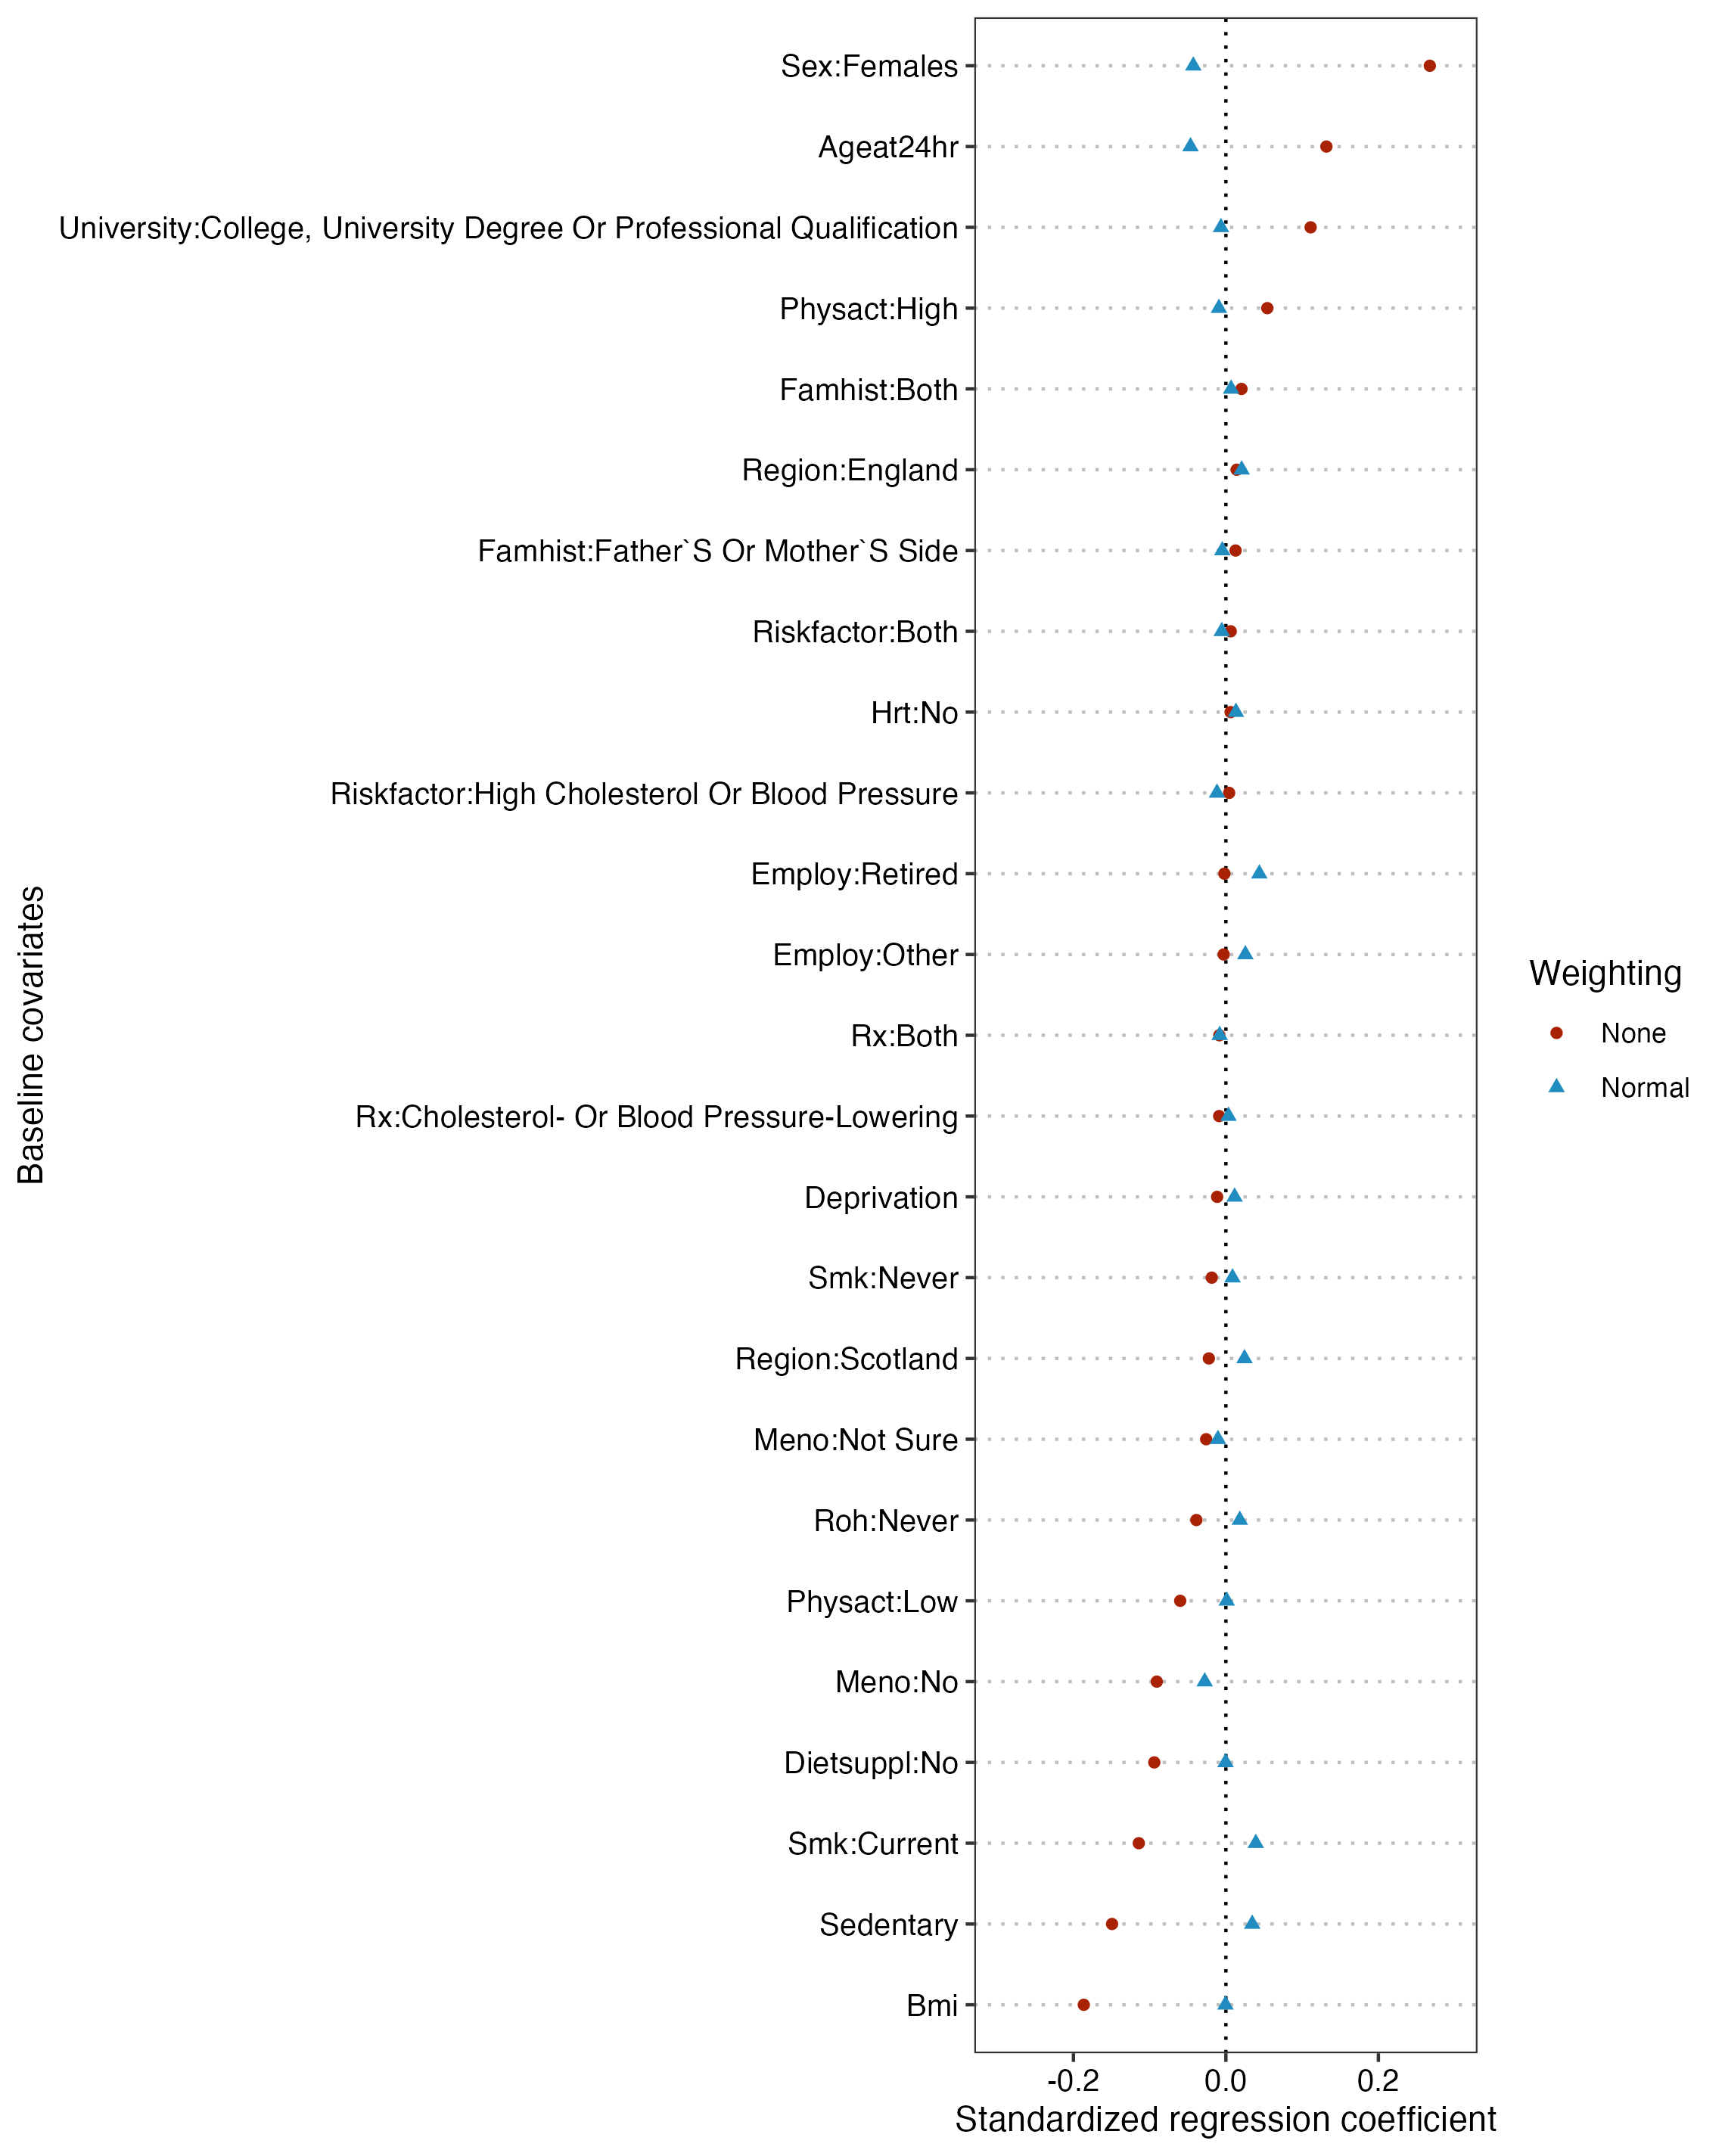 Sex:Females
Ageat24hr
University:College, University Degree Or Professional Qualification
Physact:High
Famhist:Both
Region:England
Famhist:Father`S Or Mother`S Side
Riskfactor:Both
Hrt:No
Riskfactor:High Cholesterol Or Blood Pressure
Employ:Retired
Employ:Other
Rx:Both
Rx:Cholesterol- Or Blood Pressure-Lowering
Deprivation
Smk:Never
Region:Scotland
Meno:Not Sure
Roh:Never
Physact:Low
Meno:No
Dietsuppl:No
Smk:Current
Sedentary
Bmi
Baseline covariates
-0.2 0.0 0.2
Standardized regression coefficient
Weighting
None
Normal